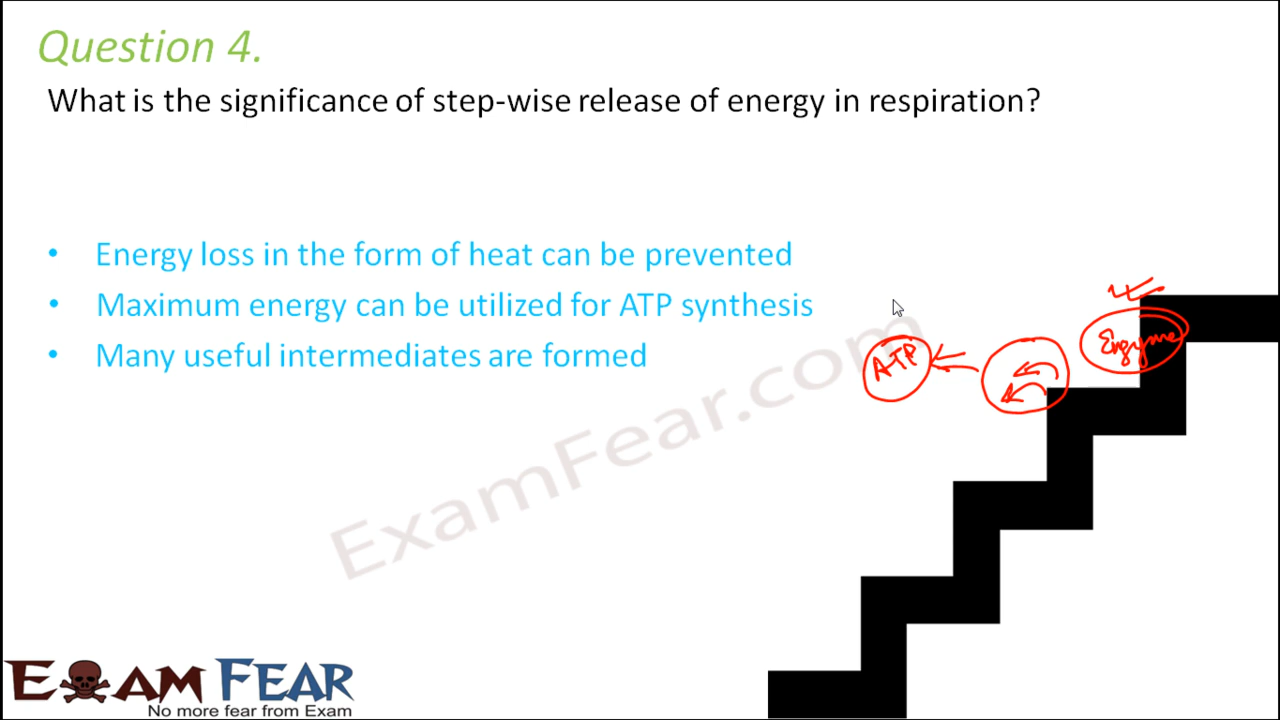 Question 4.
What is the significance of step-wise release of energy in respiration?
• Energy loss in the form of heat can be prevented
• Maximum energy can be utilized for ATP synthesis
• Many useful intermediates are formed
Enzyme
ATP
ExamFear.com
EXAM FEAR
No more fear from Exam